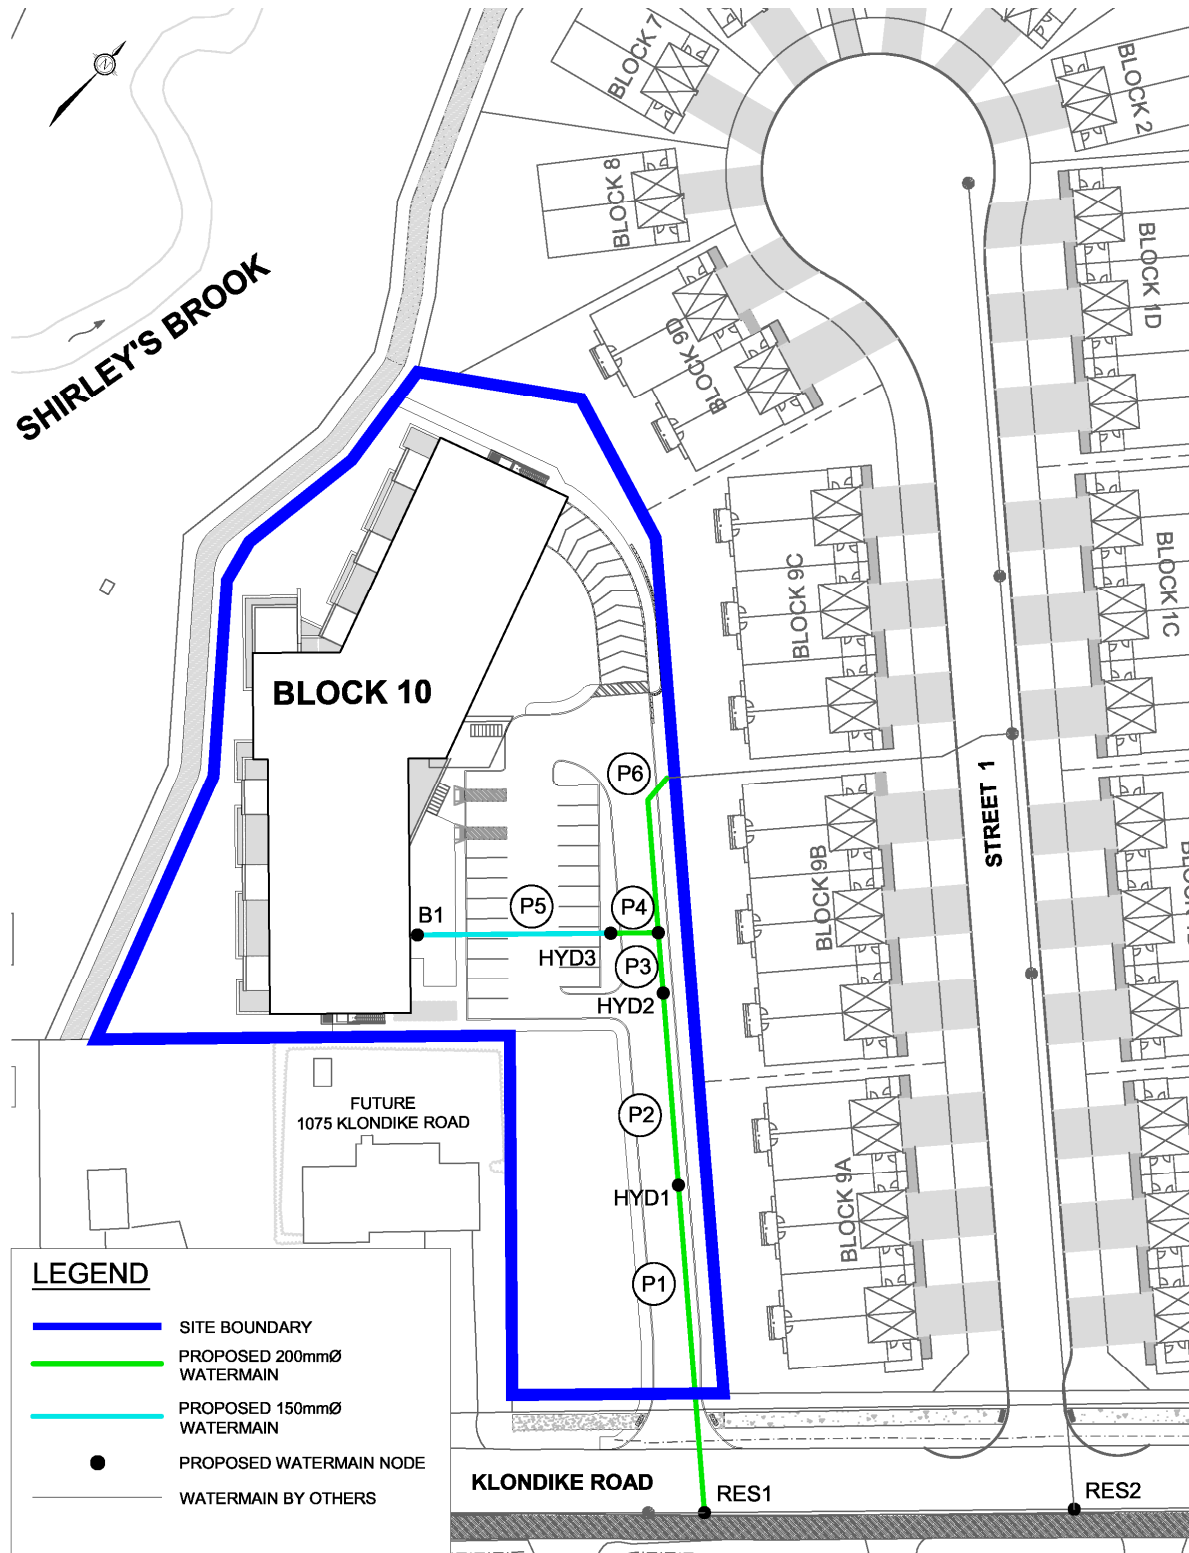 BLOCK 7
BLOCK 2
BLOCK 8
SHIRLEY'S BROOK
BLOCK 1D
BLOCK 9D
BLOCK 9C
BLOCK 1C
BLOCK 10
P6
STREET 1
BLOCK 9B
B1
P5
P4
HYD3
P3
HYD2
FUTURE
1075 KLONDIKE ROAD
P2
HYD1
BLOCK 9A
P1
LEGEND
SITE BOUNDARY
PROPOSED 200mmØ
WATERMAIN
PROPOSED 150mmØ
WATERMAIN
PROPOSED WATERMAIN NODE
WATERMAIN BY OTHERS
KLONDIKE ROAD
RES1
RES2
N